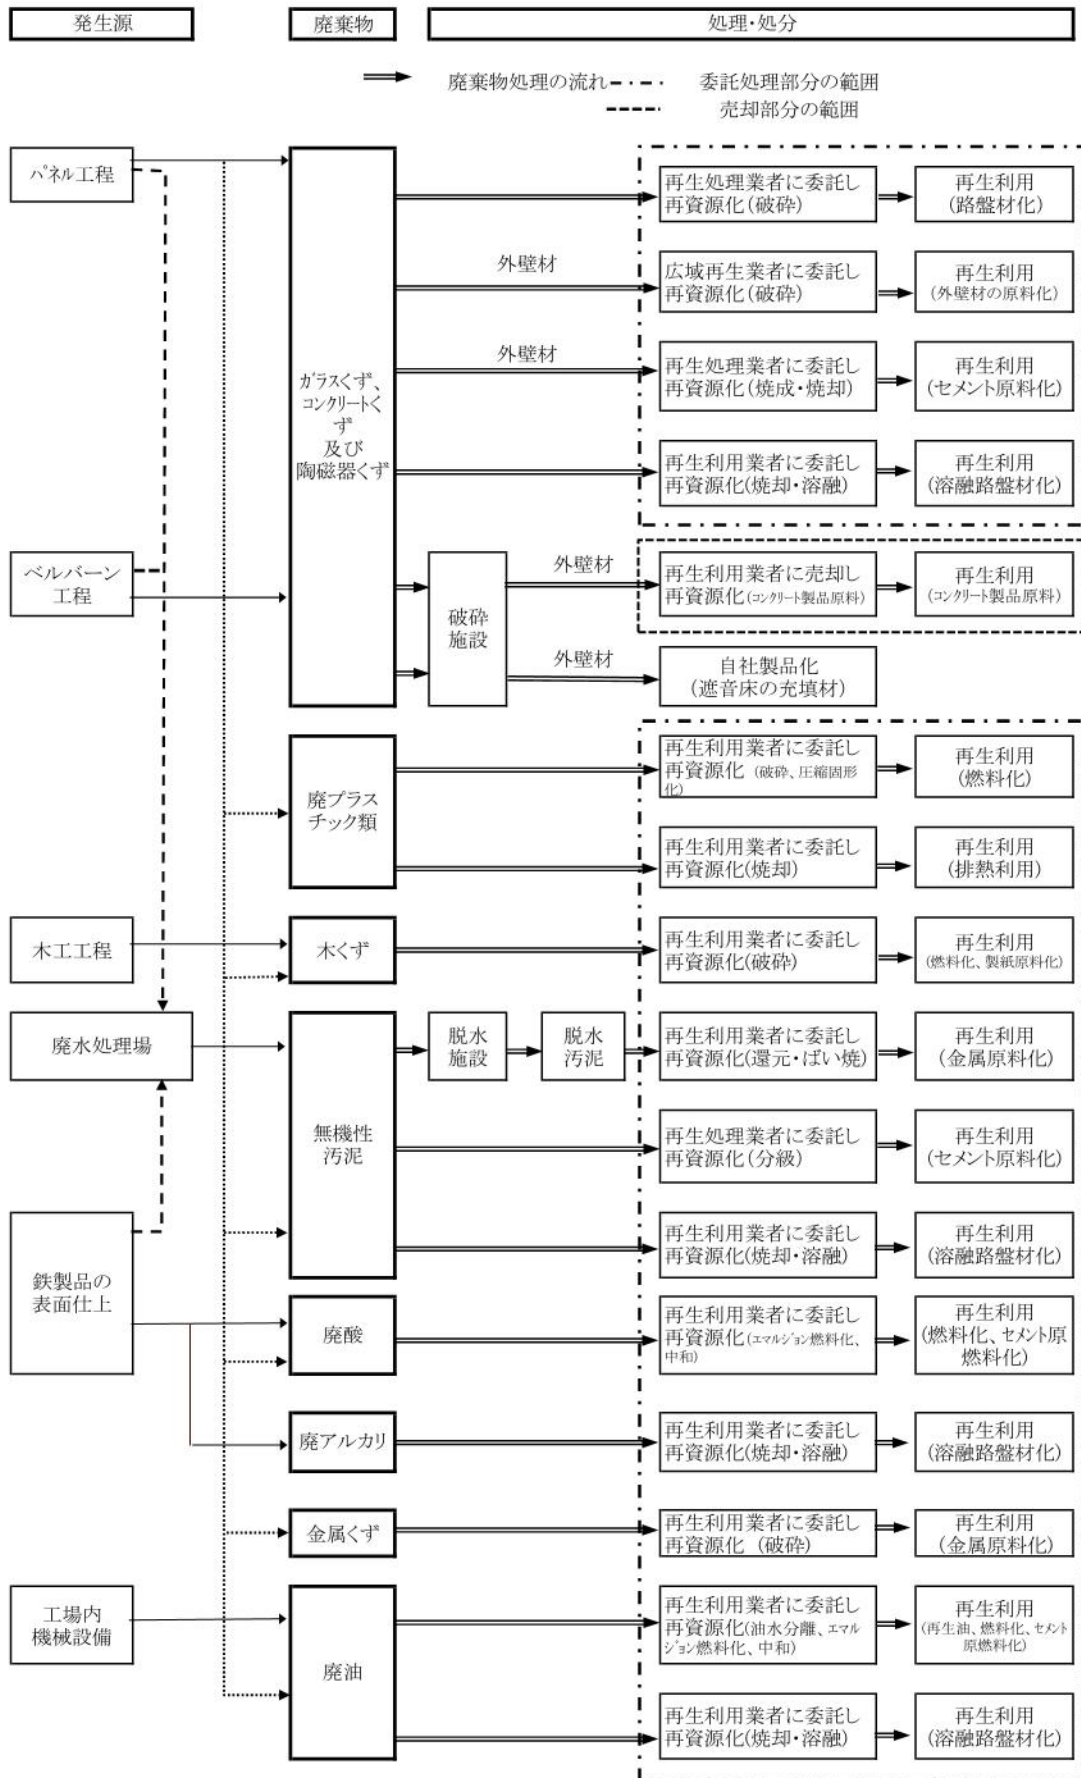 発生源
廃棄物
処理・処分
廃棄物処理の流れ
委託処理部分の範囲
売却部分の範囲
パネル工程
ガラスくず、
コンクリートく
ず
及び
陶磁器くず
再生処理業者に委託し
再資源化(破砕)
再生利用
(路盤材化)
外壁材
広域再生業者に委託し
再資源化(破砕)
再生利用
(外壁材の原料化)
外壁材
再生処理業者に委託し
再資源化(焼成・焼却)
再生利用
(セメント原料化)
再生利用業者に委託し
再資源化(焼却・溶融)
再生利用
(溶融路盤材化)
ベルバーン
工程
破砕
施設
外壁材
再生利用業者に売却し
再資源化(コンクリート製品原料)
再生利用
(コンクリート製品原料)
外壁材
自社製品化
(遮音床の充填材)
廃プラス
チック類
再生利用業者に委託し
再資源化 (破砕、圧縮固形
化)
再生利用
(燃料化)
再生利用業者に委託し
再資源化(焼却)
再生利用
(排熱利用)
木工工程
木くず
再生利用業者に委託し
再資源化(破砕)
再生利用
(燃料化、製紙原料化)
廃水処理場
無機性
汚泥
脱水
施設
脱水
汚泥
再生利用業者に委託し
再資源化(還元・ばい焼)
再生利用
(金属原料化)
再生処理業者に委託し
再資源化(分級)
再生利用
(セメント原料化)
再生利用業者に委託し
再資源化(焼却・溶融)
再生利用
(溶融路盤材化)
鉄製品の
表面仕上
廃酸
再生利用業者に委託し
再資源化(エマルジョン燃料化、
中和)
再生利用
(燃料化、セメント原
燃料化)
廃アルカリ
再生利用業者に委託し
再資源化(焼却・溶融)
再生利用
(溶融路盤材化)
金属くず
再生利用業者に委託し
再資源化 (破砕)
再生利用
(金属原料化)
工場内
機械設備
廃油
再生利用業者に委託し
再資源化(油水分離、エマル
ジョン燃料化、中和)
再生利用
(再生油、燃料化、セメント
原燃料化)
再生利用業者に委託し
再資源化(焼却・溶融)
再生利用
(溶融路盤材化)